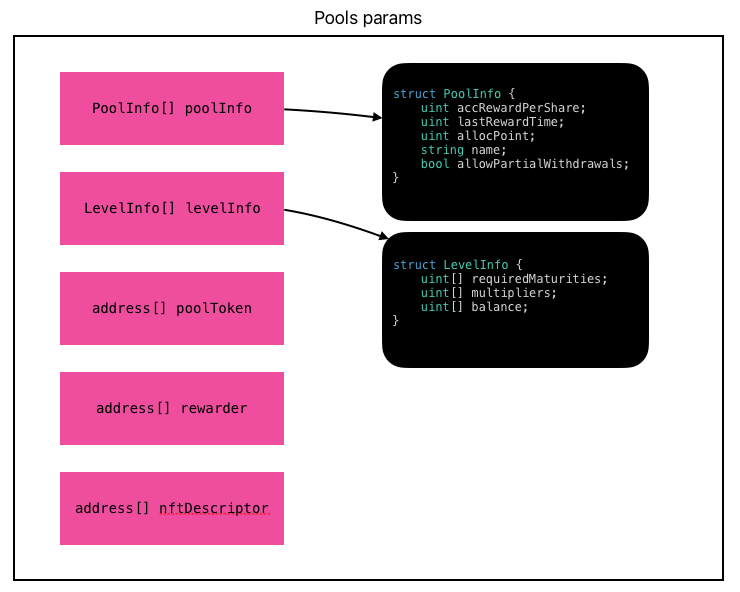 Pools params
PoolInfo[] poolInfo
LevelInfo[] levelInfo
address[] poolToken
address[] rewarder
address[] nftDescriptor
struct PoolInfo {
    uint accRewardPerShare;
    uint lastRewardTime;
    uint allocPoint;
    string name;
    bool allowPartialWithdrawals;
}
struct LevelInfo {
    uint[] requiredMaturities;
    uint[] multipliers;
    uint[] balance;
}